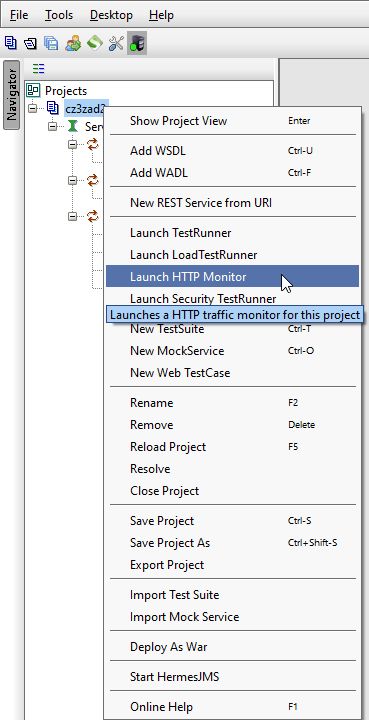 File Tools Desktop Help
Navigator
Projects
cz3zad2
Serv
Show Project View Enter
Add WSDL Ctrl-U
Add WADL Ctrl-F
New REST Service from URI
Launch TestRunner
Launch LoadTestRunner
Launch HTTP Monitor
Launch Security TestRunner
Launches a HTTP traffic monitor for this project
New TestSuite Ctrl-T
New MockService Ctrl-O
New Web TestCase
Rename F2
Remove Delete
Reload Project F5
Resolve
Close Project
Save Project Ctrl-S
Save Project As Ctrl+Shift-S
Export Project
Import Test Suite
Import Mock Service
Deploy As War
Start HermesJMS
Online Help F1